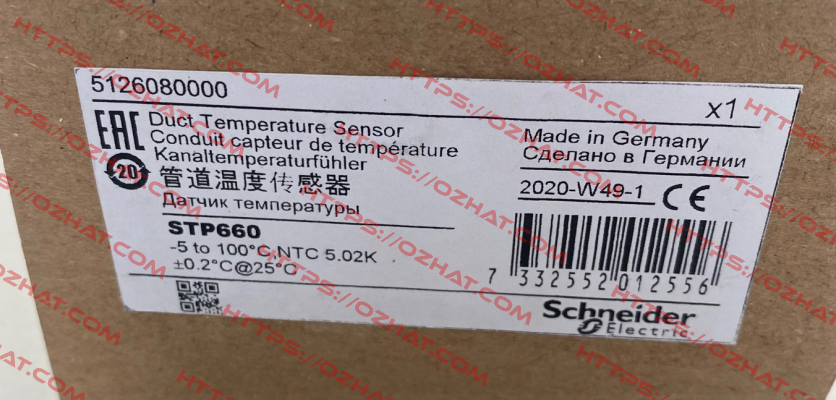 5126080000
x1
EAC
Duct Temperature Sensor
Conduit capteur de température
Kanaltemperaturfühler
20
管道温度传感器
Датчик температуры
STP660
-5 to 100°C,NTC 5.02K
±0.2°C@25°C
Made in Germany
Сделано в Германии
2020-W49-1 CE
7 332552 012556
Schneider
Electric
HTTPS://OZHAT.COM